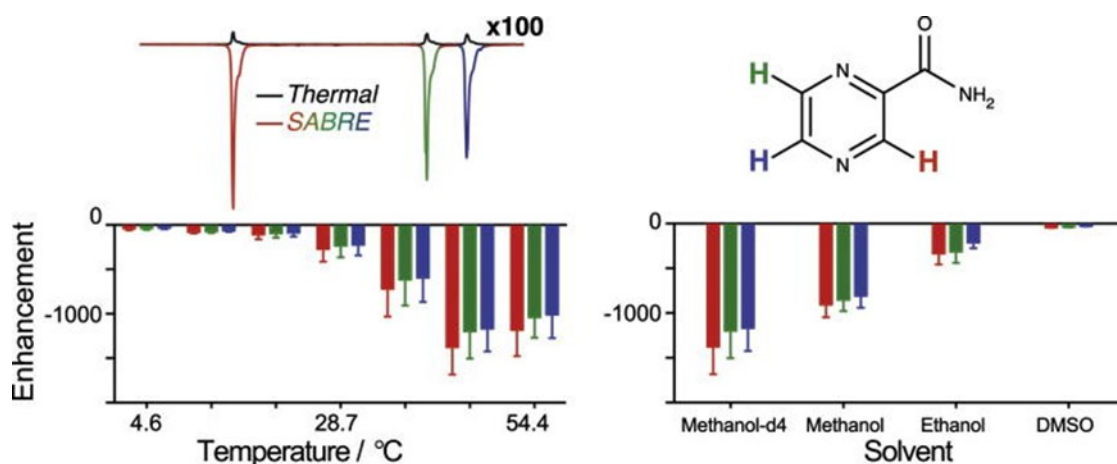 x100
Thermal
SABRE
O
H
N
NH2
H
N
H
Enhancement
0
-1000
4.6
28.7
54.4
Temperature / °C
0
-1000
Methanol-d4
Methanol
Ethanol
DMSO
Solvent